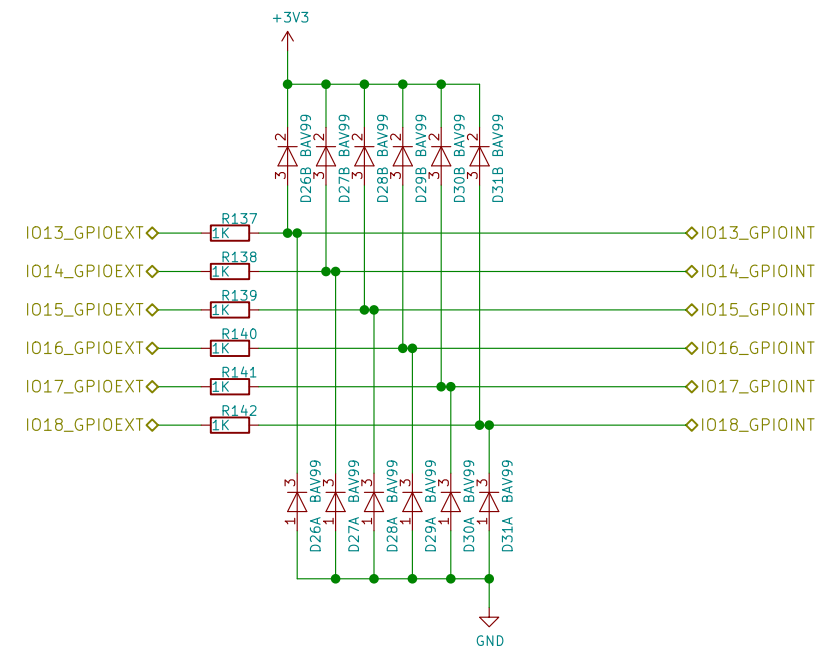 +3V3
2 2 2 2 2 2
3 3 3 3 3 3
D26B BAV99
D27B BAV99
D28B BAV99
D29B BAV99
D30B BAV99
D31B BAV99
R137
IO13_GPIOEXT 1K IO13_GPIOINT
R138
IO14_GPIOEXT 1K IO14_GPIOINT
R139
IO15_GPIOEXT 1K IO15_GPIOINT
R140
IO16_GPIOEXT 1K IO16_GPIOINT
R141
IO17_GPIOEXT 1K IO17_GPIOINT
R142
IO18_GPIOEXT 1K IO18_GPIOINT
3 3 3 3 3 3
1 1 1 1 1 1
D26A BAV99
D27A BAV99
D28A BAV99
D29A BAV99
D30A BAV99
D31A BAV99
GND